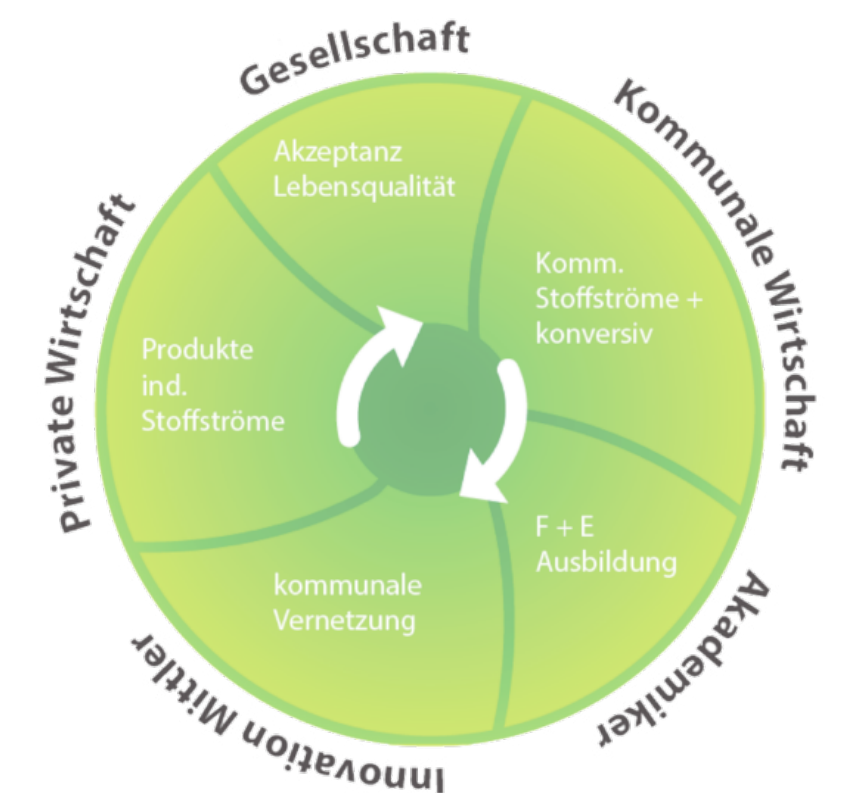 Gesellschaft
Akzeptanz
Lebensqualität
Kommunale Wirtschaft
Komm.
Stoffströme +
konversiv
Akademiker
F + E
Ausbildung
Innovation Mittler
kommunale
Vernetzung
Private Wirtschaft
Produkte
ind.
Stoffströme